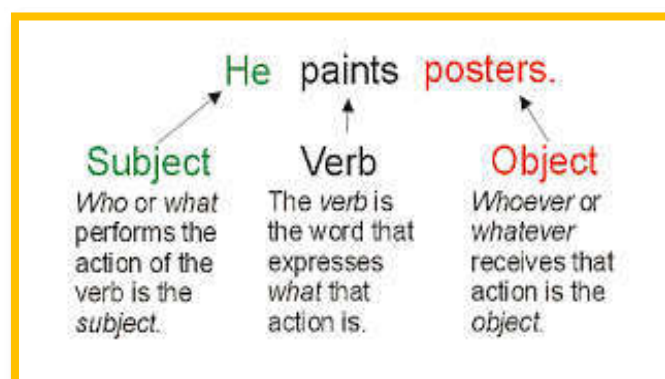 He paints posters.
Subject
Who or what
performs the
action of the
verb is the
subject.
Verb
The verb is
the word that
expresses
what that
action is.
Object
Whoever or
whatever
receives that
action is the
object.